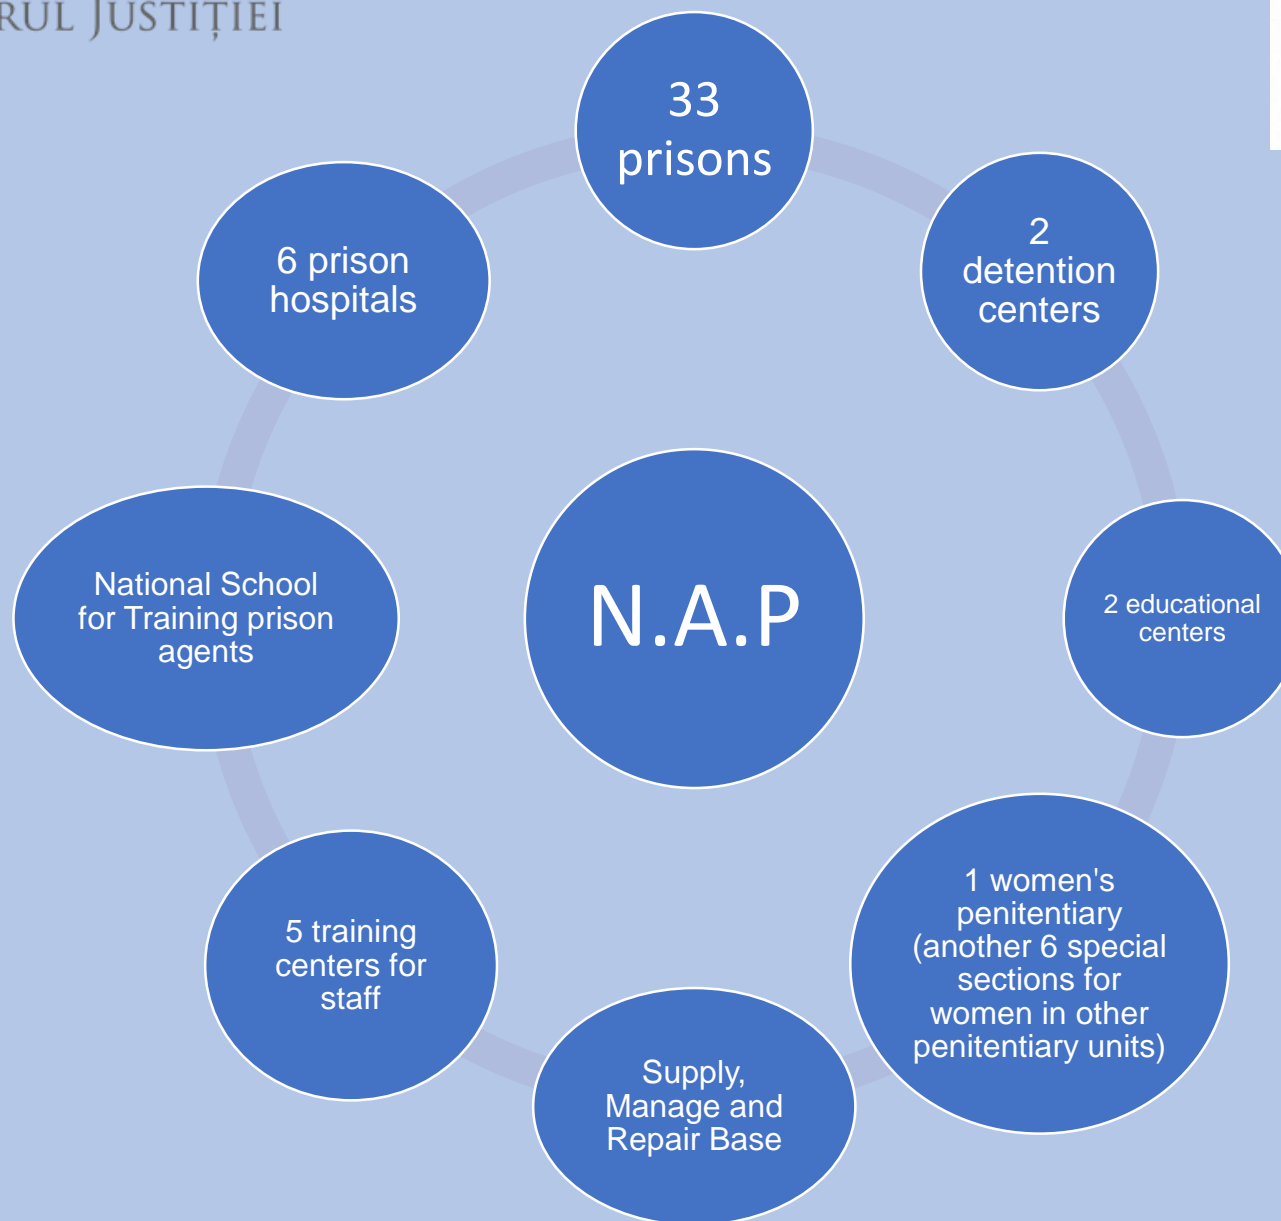 JUSTIȚIEI
33
prisons
2
detention
centers
2 educational
centers
1 women's
penitentiary
(another 6 special
sections for
women in other
penitentiary units)
Supply,
Manage and
Repair Base
5 training
centers for
staff
National School
for Training prison
agents
6 prison
hospitals
N.A.P